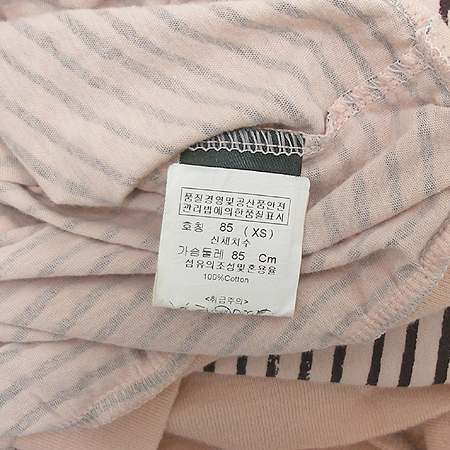 품질경영및공산품안전
관리법에의한품질표시
호칭 85 (XS)
신체치수
가슴둘레 85 Cm
섬유의조성및혼용율
100%Cotton
<취급주의>